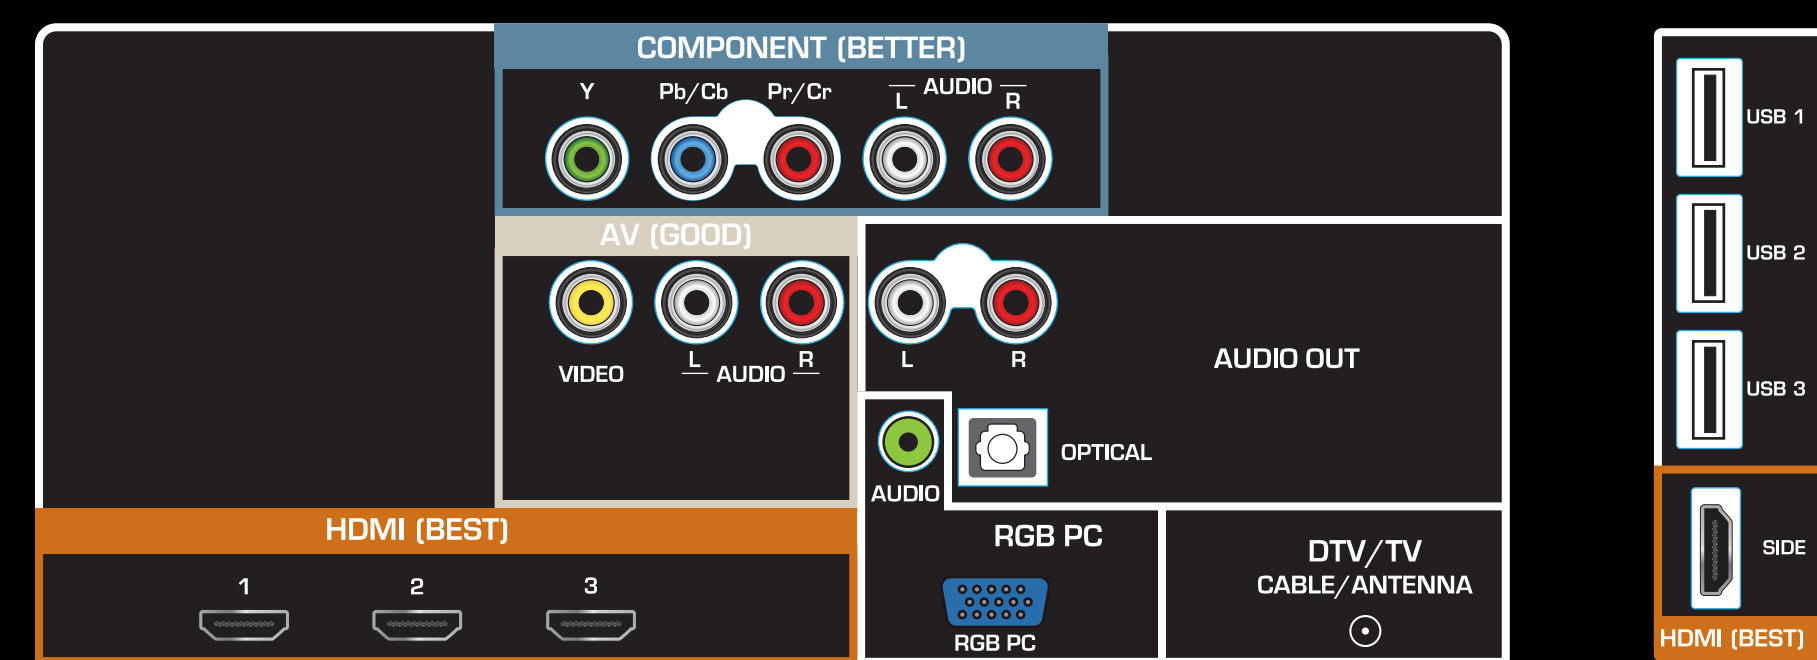 COMPONENT (BETTER)
Y Pb/Cb Pr/Cr L AUDIO R
AV (GOOD)
VIDEO L AUDIO R
L R
AUDIO OUT
AUDIO
OPTICAL
HDMI (BEST)
1 2 3
RGB PC
RGB PC
DTV/TV
CABLE/ANTENNA
USB 1
USB 2
USB 3
SIDE
HDMI (BEST)